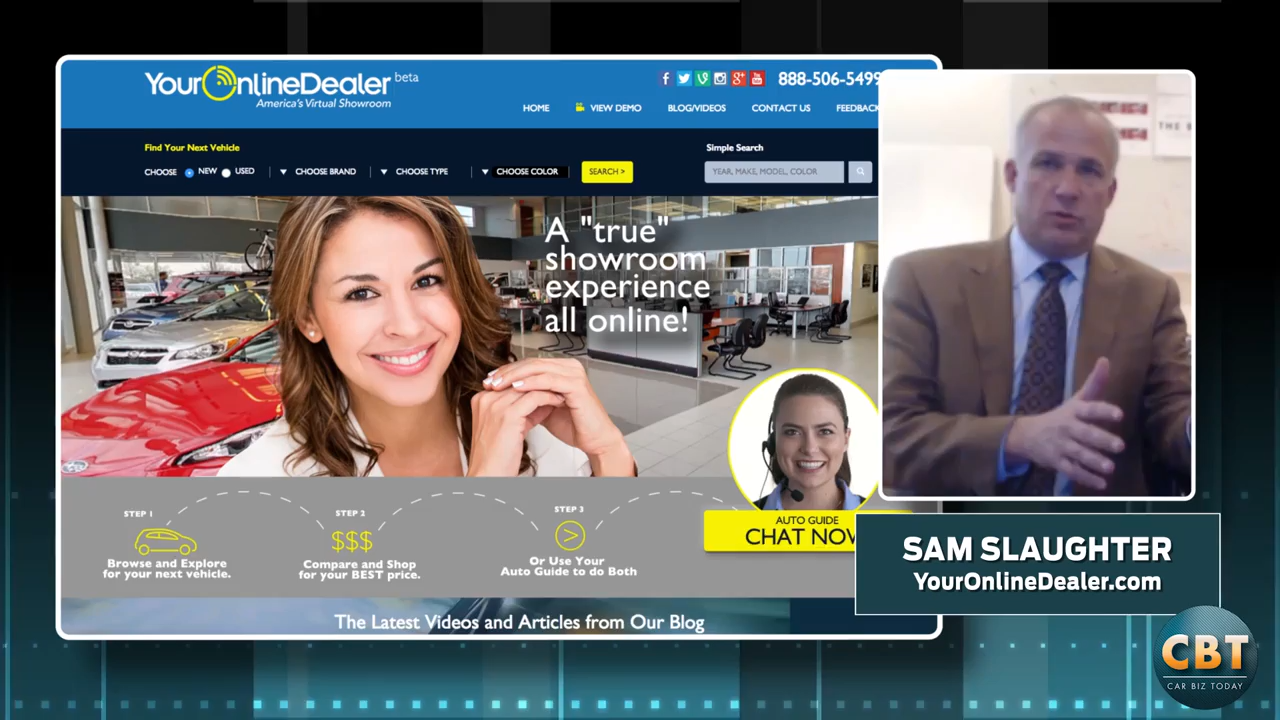 YourOnlineDealer beta
America's Virtual Showroom
888-506-5499
HOME VIEW DEMO BLOG/VIDEOS CONTACT US FEEDBACK
Find Your Next Vehicle
CHOOSE NEW USED CHOOSE BRAND CHOOSE TYPE CHOOSE COLOR SEARCH >
Simple Search
YEAR, MAKE, MODEL, COLOR
A "true"
showroom
experience
all online!
STEP 1
Browse and Explore
for your next vehicle.
STEP 2
$$$
Compare and Shop
for your BEST price.
STEP 3
>
Or Use Your
Auto Guide to do Both
AUTO GUIDE
CHAT NOW
The Latest Videos and Articles from Our Blog
THE B
SAM SLAUGHTER
YourOnlineDealer.com
CBT
CAR BIZ TODAY